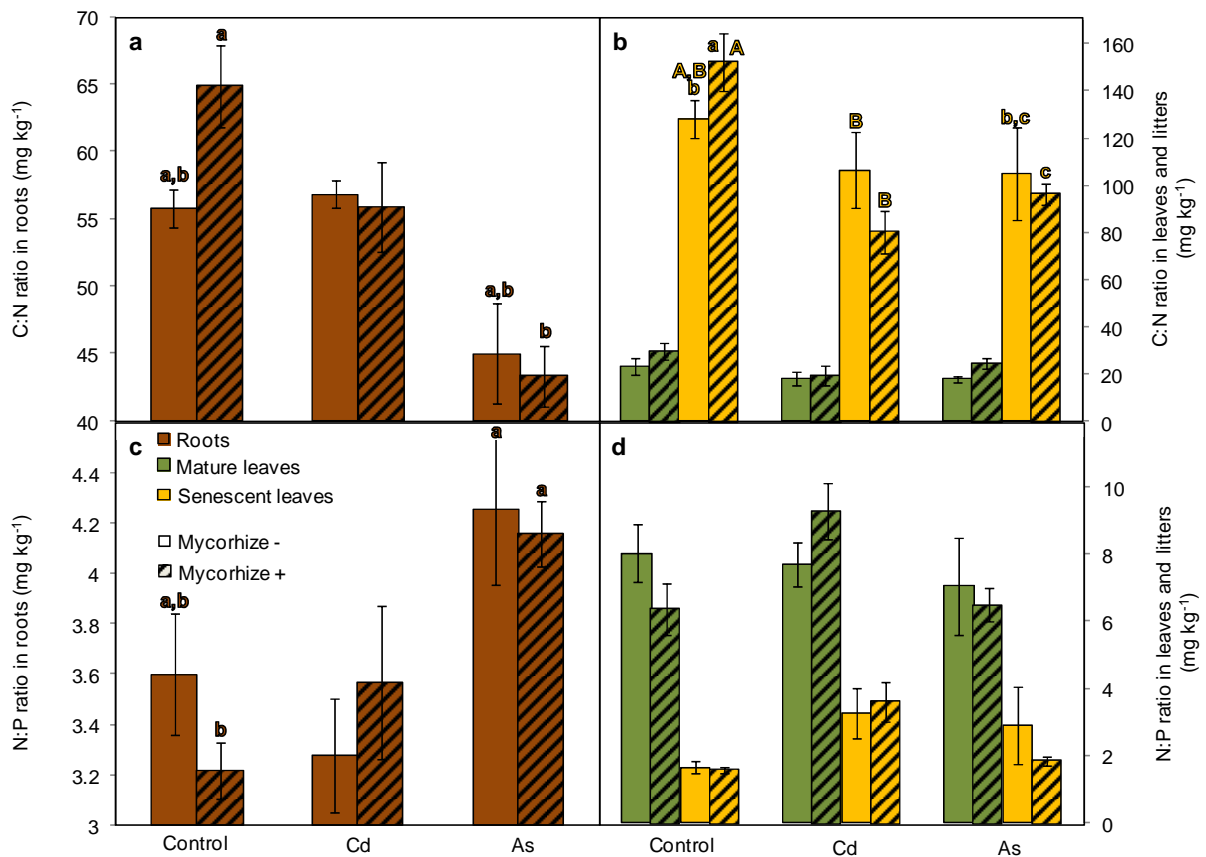 a
b
C:N ratio in roots (mg kg-1)
70
65
60
55
50
45
40
a,b
a
a,b
b
A,B
b
a A
B
B
b,c
c
160
140
120
100
80
60
40
20
0
C:N ratio in leaves and litters
(mg kg-1)
c
d
N:P ratio in roots (mg kg-1)
4.4
4.2
4
3.8
3.6
3.4
3.2
3
Roots
Mature leaves
Senescent leaves
Mycorhize -
Mycorhize +
a,b
b
a
a
10
8
6
4
2
0
N:P ratio in leaves and litters
(mg kg-1)
Control Cd As Control Cd As